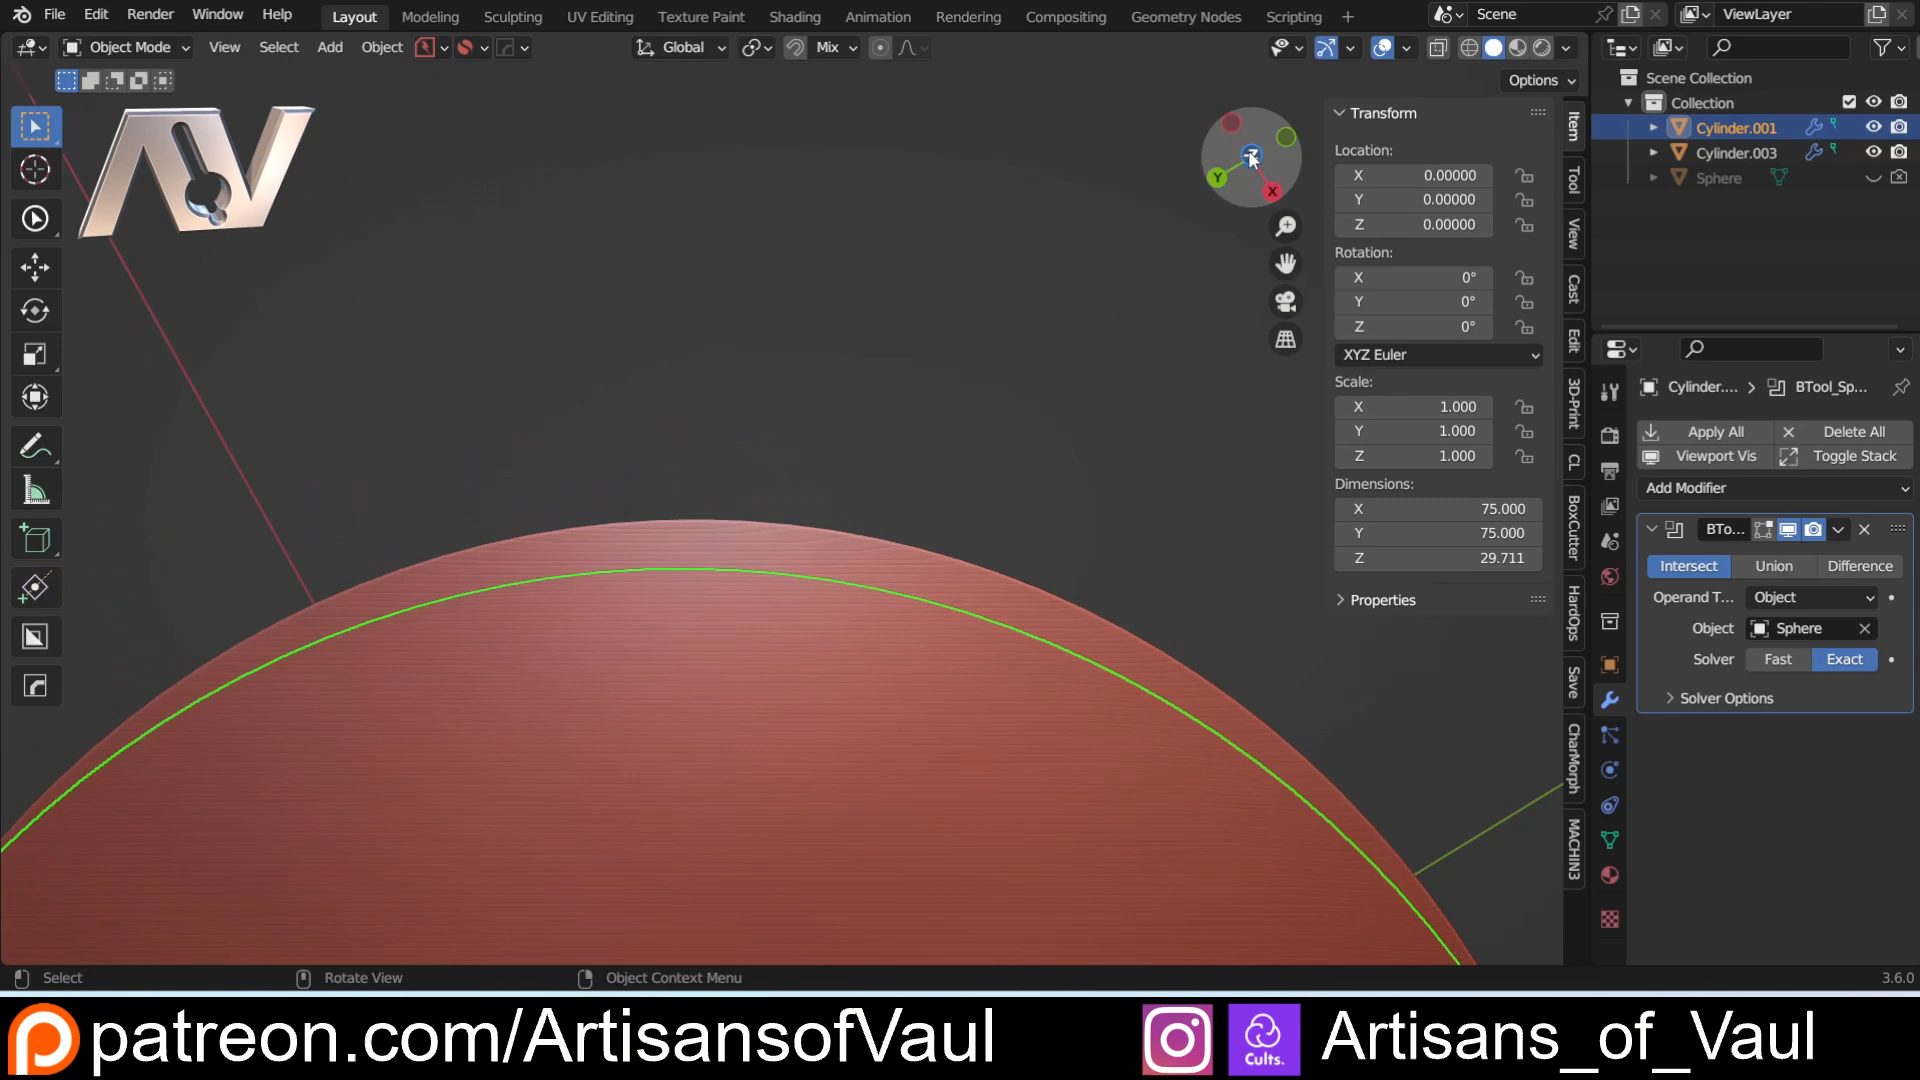 File Edit Render Window Help Layout Modeling Sculpting UV Editing Texture Paint Shading Animation Rendering Compositing Geometry Nodes Scripting + Scene ViewLayer
Object Mode View Select Add Object Global Mix
Options
AV
Scene Collection
Collection
Cylinder.001
Cylinder.003
Sphere
Y
X
Transform
Location:
X 0.00000
Y 0.00000
Z 0.00000
Rotation:
X 0°
Y 0°
Z 0°
XYZ Euler
Scale:
X 1.000
Y 1.000
Z 1.000
Dimensions:
X 75.000
Y 75.000
Z 29.711
Properties
Item
Tool
View
Cast
Edit
3D-Print
CL
BoxCutter
HardOps
Save
CharMorph
MACHIN3
Cylinder.... > BTool_Sp...
Apply All Delete All
Viewport Vis Toggle Stack
Add Modifier
BTo...
Intersect Union Difference
Operand T... Object
Object Sphere
Solver Fast Exact
Solver Options
Select Rotate View Object Context Menu 3.6.0
patreon.com/ArtisansofVaul Cults. Artisans_of_Vaul